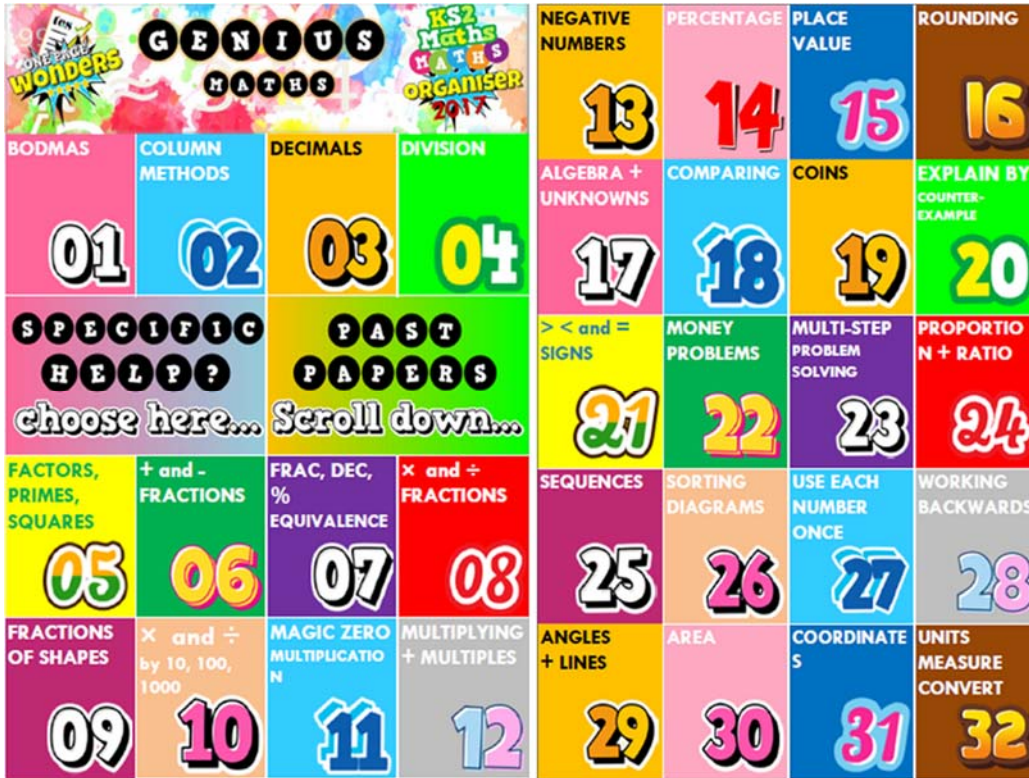 tes
ONE PAGE
WONDERS
GENIUS
MATHS
KS2
Maths
MATHS
ORGANISER
2017
BODMAS
01
COLUMN
METHODS
02
DECIMALS
03
DIVISION
04
SPECIFIC
HELP?
choose here...
PAST
PAPERS
Scroll down...
FACTORS,
PRIMES,
SQUARES
05
+ and -
FRACTIONS
06
FRAC, DEC,
%
EQUIVALENCE
07
× and ÷
FRACTIONS
08
FRACTIONS
OF SHAPES
09
× and ÷
by 10, 100,
1000
10
MAGIC ZERO
MULTIPLICATIO
N
11
MULTIPLYING
+ MULTIPLES
12
NEGATIVE
NUMBERS
13
PERCENTAGE
14
PLACE
VALUE
15
ROUNDING
16
ALGEBRA +
UNKNOWNS
17
COMPARING
18
COINS
19
EXPLAIN BY
COUNTER-
EXAMPLE
20
> < and =
SIGNS
21
MONEY
PROBLEMS
22
MULTI-STEP
PROBLEM
SOLVING
23
PROPORTIO
N + RATIO
24
SEQUENCES
25
SORTING
DIAGRAMS
26
USE EACH
NUMBER
ONCE
27
WORKING
BACKWARDS
28
ANGLES
+ LINES
29
AREA
30
COORDINATE
S
31
UNITS
MEASURE
CONVERT
32